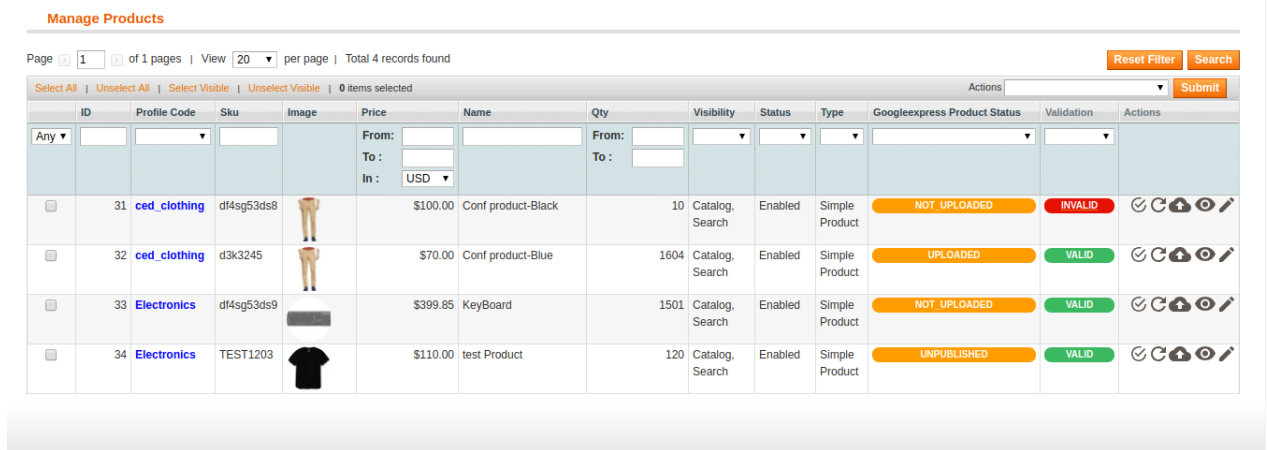 Manage Products
Page 1 of 1 pages | View 20 per page | Total 4 records found Reset Filter Search
Select All | Unselect All | Select Visible | Unselect Visible | 0 items selected Actions Submit
ID Profile Code Sku Image Price Name Qty Visibility Status Type Googleexpress Product Status Validation Actions
Any From: From:
To : To :
In : USD
31 ced_clothing df4sg53ds8 $100.00 Conf product-Black 10 Catalog, Enabled Simple NOT_UPLOADED INVALID
Search Product
32 ced_clothing d3k3245 $70.00 Conf product-Blue 1604 Catalog, Enabled Simple UPLOADED VALID
Search Product
33 Electronics df4sg53ds9 $399.85 KeyBoard 1501 Catalog, Enabled Simple NOT_UPLOADED VALID
Search Product
34 Electronics TEST1203 $110.00 test Product 120 Catalog, Enabled Simple UNPUBLISHED VALID
Search Product